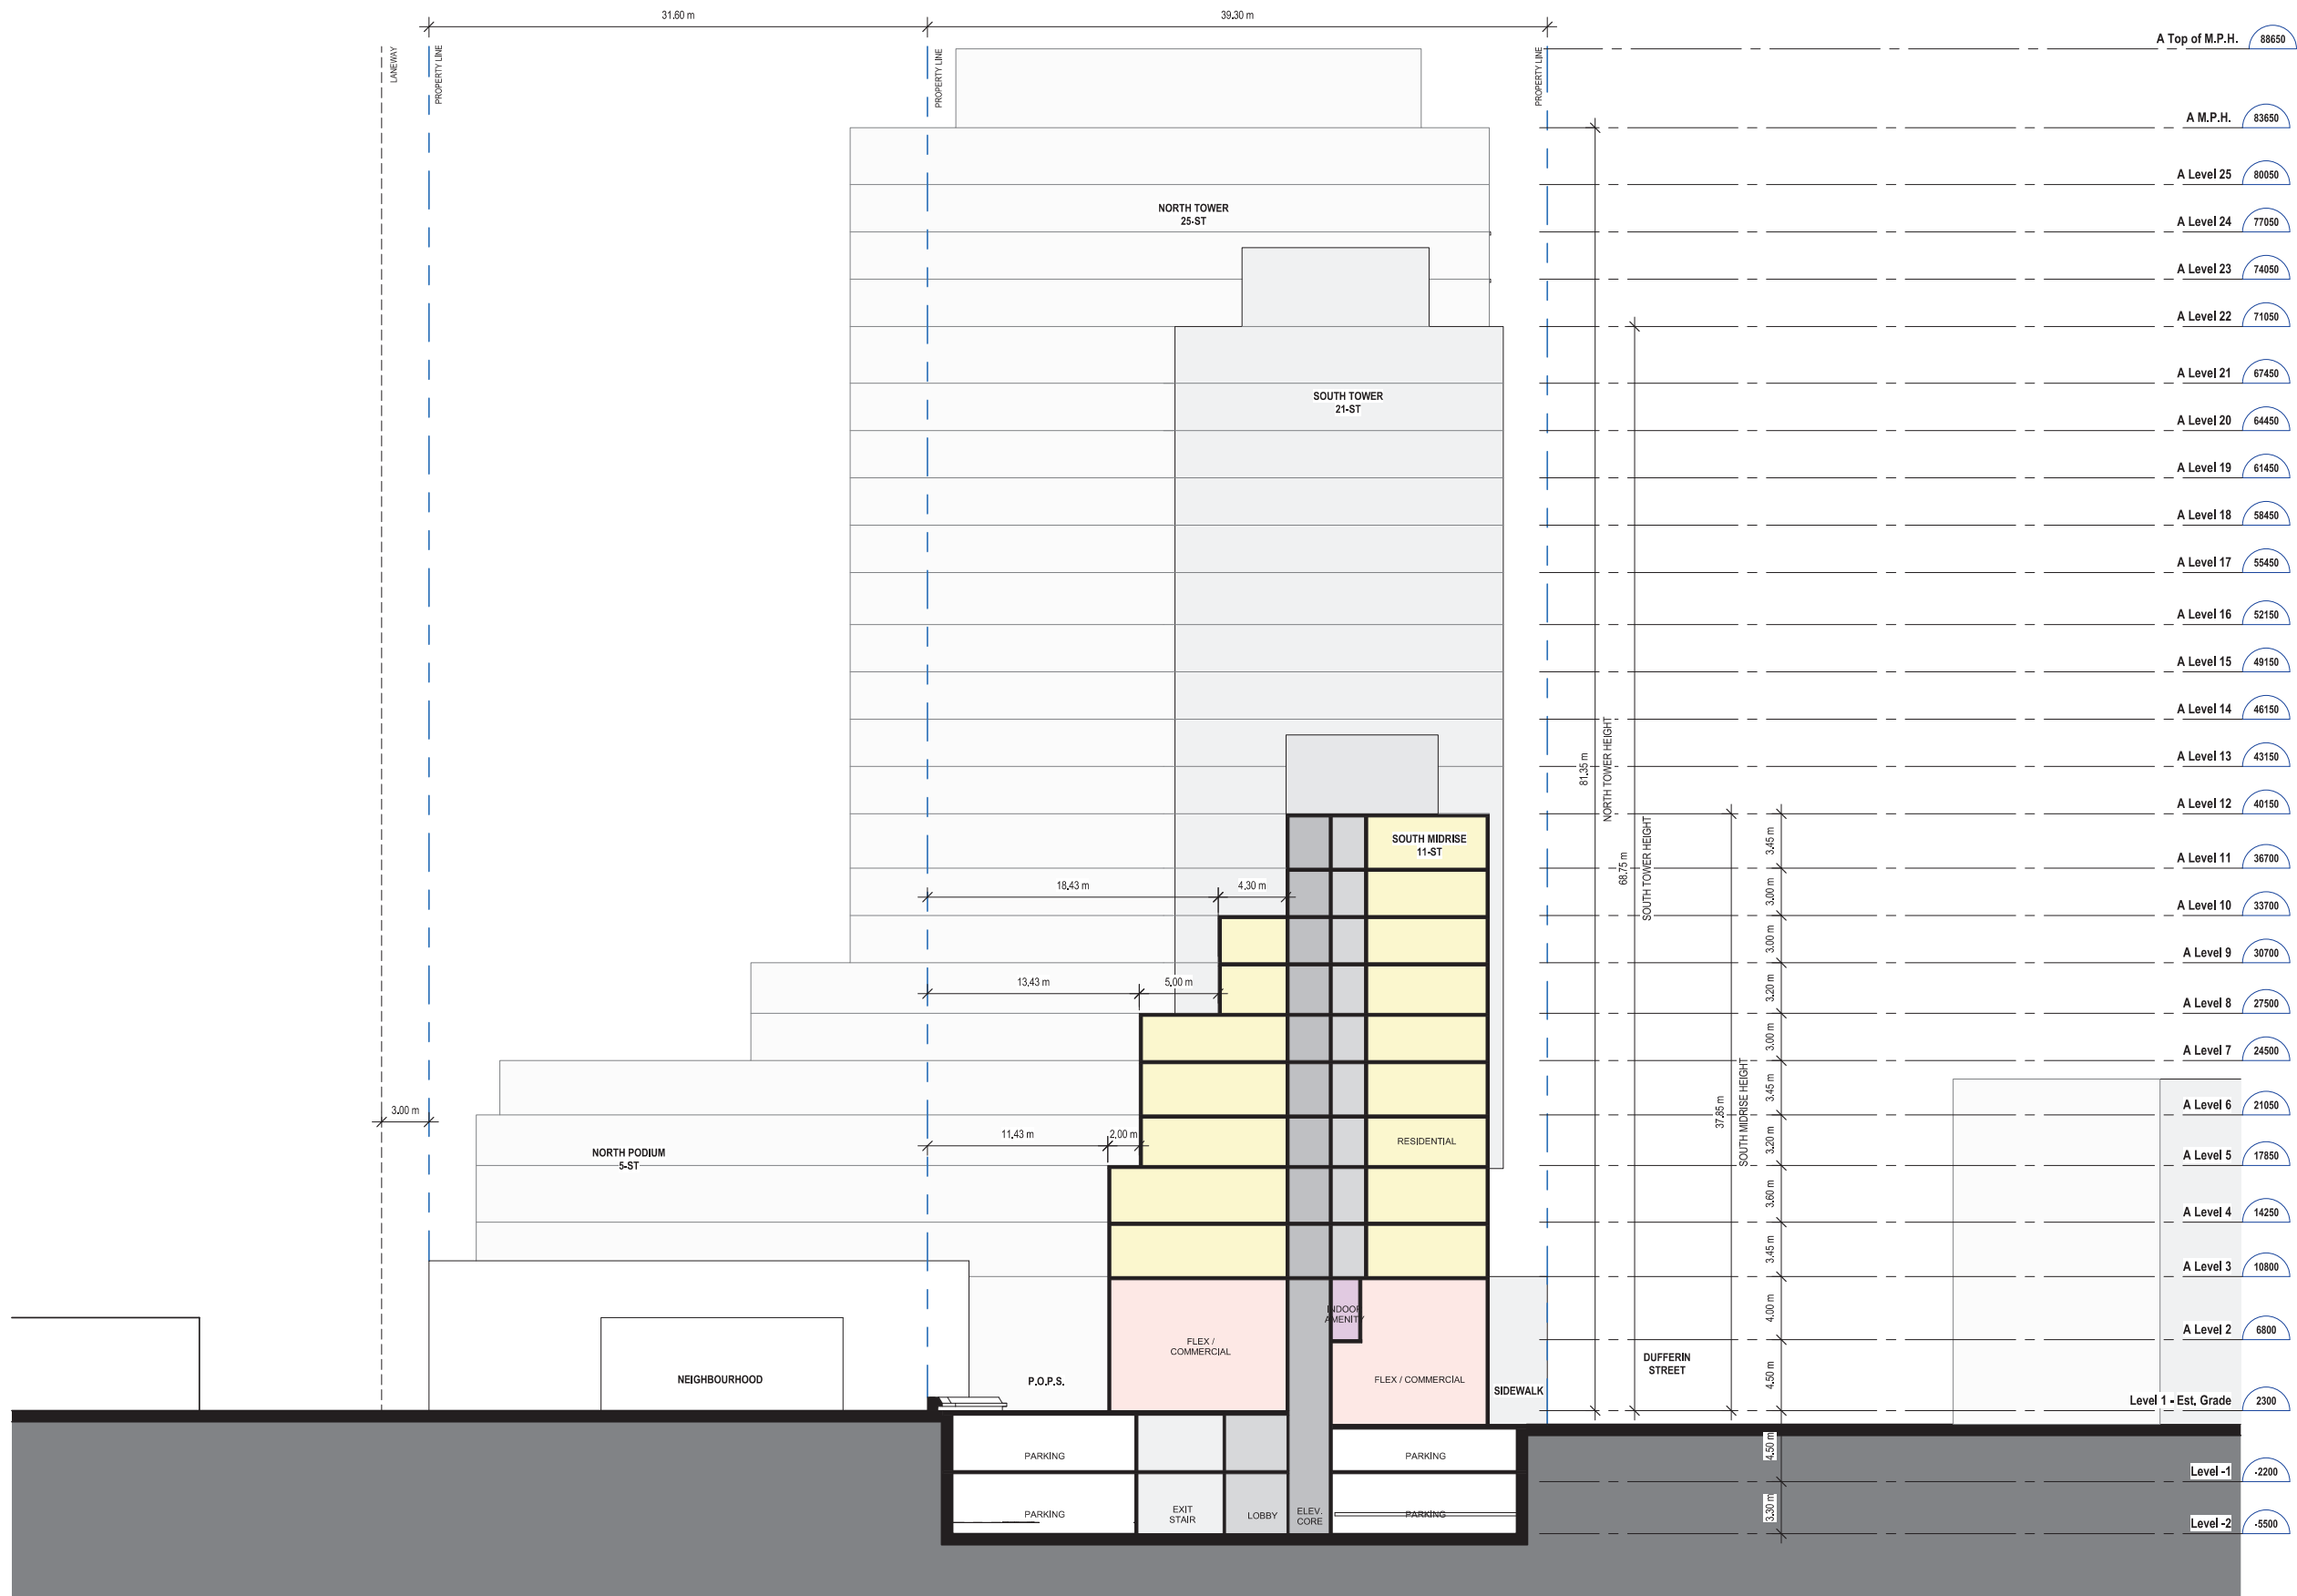 31.60 m
39.30 m
LANEWAY
PROPERTY LINE
PROPERTY LINE
PROPERTY LINE
A Top of M.P.H. 88650
A M.P.H. 83650
A Level 25 80050
NORTH TOWER
25-ST
A Level 24 77050
A Level 23 74050
A Level 22 71050
A Level 21 67450
SOUTH TOWER
21-ST
A Level 20 64450
A Level 19 61450
A Level 18 58450
A Level 17 55450
A Level 16 52150
A Level 15 49150
A Level 14 46150
A Level 13 43150
81.35 m
NORTH TOWER HEIGHT
A Level 12 40150
SOUTH MIDRISE
11-ST
3.45 m
68.75 m
SOUTH TOWER HEIGHT
A Level 11 36700
18.43 m
4.30 m
3.00 m
A Level 10 33700
3.00 m
A Level 9 30700
13.43 m
5.00 m
3.20 m
A Level 8 27500
3.00 m
A Level 7 24500
3.45 m
37.85 m
SOUTH MIDRISE HEIGHT
3.00 m
A Level 6 21050
11.43 m
2.00 m
RESIDENTIAL
3.20 m
NORTH PODIUM
5-ST
A Level 5 17850
3.60 m
A Level 4 14250
3.45 m
A Level 3 10800
INDOOR
AMENITY
4.00 m
A Level 2 6800
FLEX /
COMMERCIAL
DUFFERIN
STREET
NEIGHBOURHOOD
P.O.P.S.
FLEX / COMMERCIAL
SIDEWALK
4.50 m
Level 1 - Est. Grade 2300
PARKING
PARKING
4.50 m
Level -1 -2200
PARKING
EXIT
STAIR
LOBBY
ELEV.
CORE
PARKING
3.30 m
Level -2 -5500